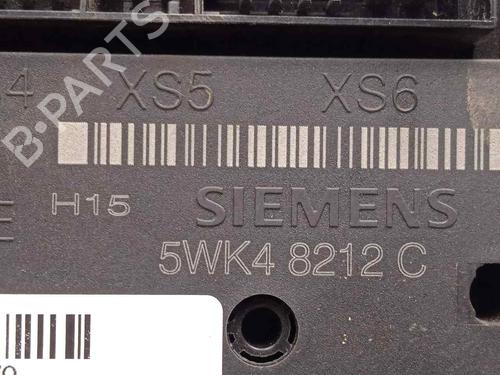 4 XS5 XS6
B-PARTS
H15 SIEMENS
5WK4 8212 C